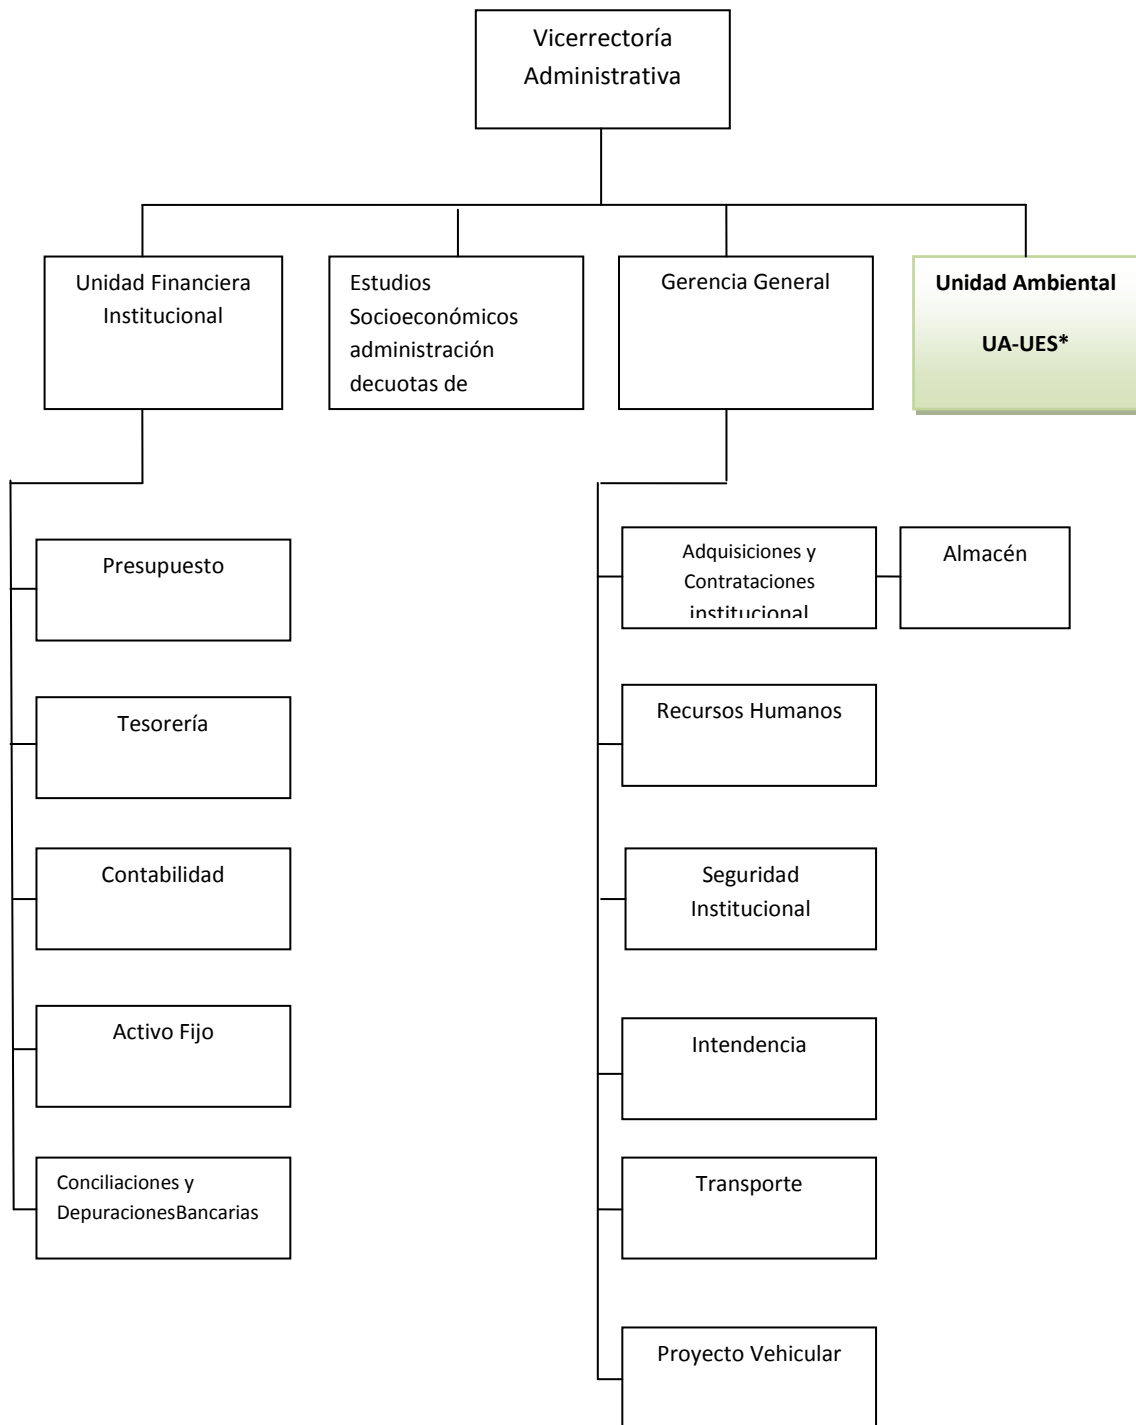 Vicerrectoría
Administrativa
Unidad Financiera
Institucional
Estudios
Socioeconómicos
administración
decuotas de
Gerencia General
Unidad Ambiental
UA-UES*
Presupuesto
Tesorería
Contabilidad
Activo Fijo
Conciliaciones y
DepuracionesBancarias
Adquisiciones y
Contrataciones
institucional
Almacén
Recursos Humanos
Seguridad
Institucional
Intendencia
Transporte
Proyecto Vehicular